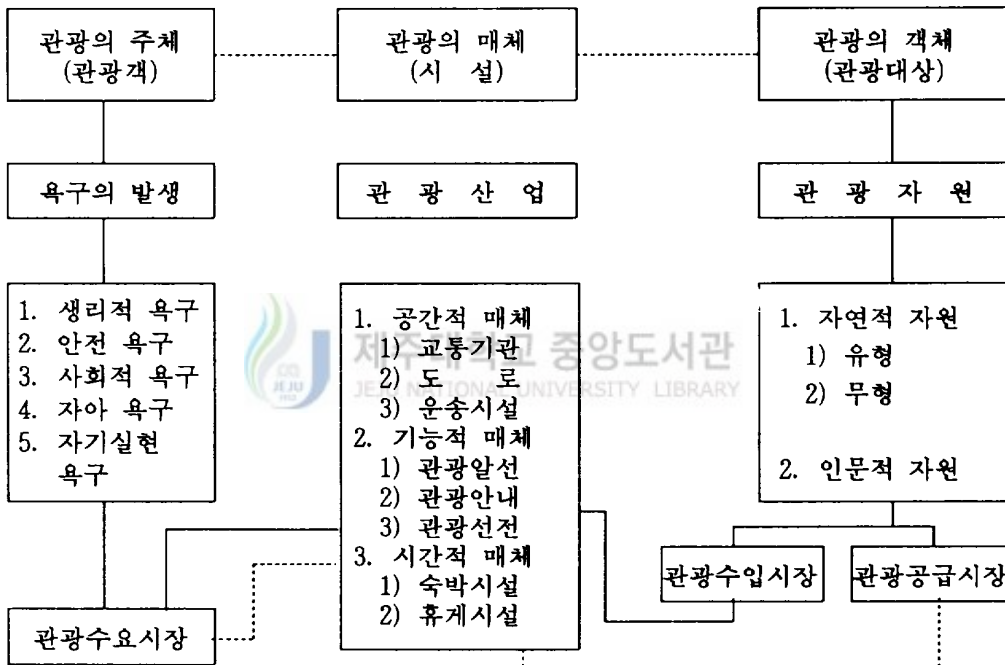 관광의 주체
(관광객)
관광의 매체
(시 설)
관광의 객체
(관광대상)
욕구의 발생
관 광 산 업
관 광 자 원
1. 생리적 욕구
2. 안전 욕구
3. 사회적 욕구
4. 자아 욕구
5. 자기실현
욕구
1. 공간적 매체
1) 교통기관
2) 도 로
3) 운송시설
2. 기능적 매체
1) 관광알선
2) 관광안내
3) 관광선전
3. 시간적 매체
1) 숙박시설
2) 휴게시설
1. 자연적 자원
1) 유형
2) 무형
2. 인문적 자원
관광수입시장
관광공급시장
관광수요시장
제주대학교 중앙도서관
JEJU NATIONAL UNIVERSITY LIBRARY
JEJU
1952